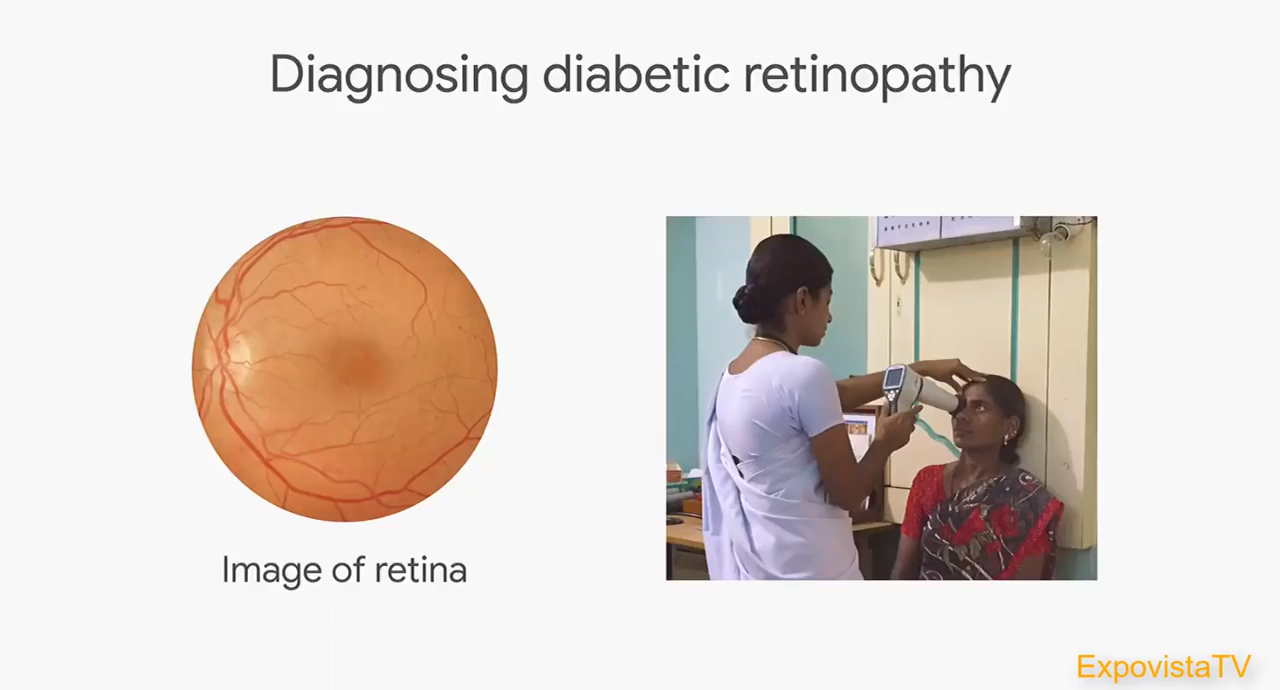 Diagnosing diabetic retinopathy
Image of retina
ExpovistaTV